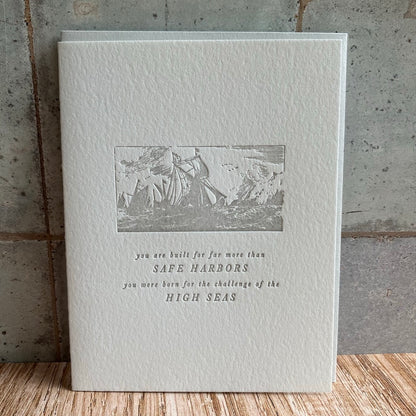 you are built for far more than
SAFE HARBORS
you were born for the challenge of the
HIGH SEAS